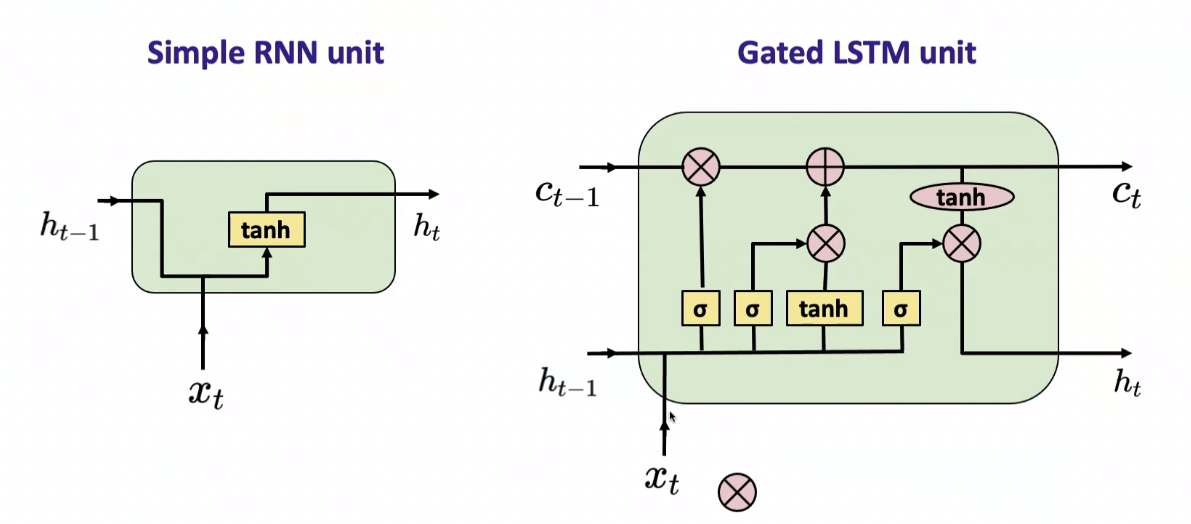 Simple RNN unit
Gated LSTM unit
h_{t-1}
tanh
h_t
x_t
c_{t-1}
tanh
c_t
σ
σ
tanh
σ
h_{t-1}
h_t
x_t